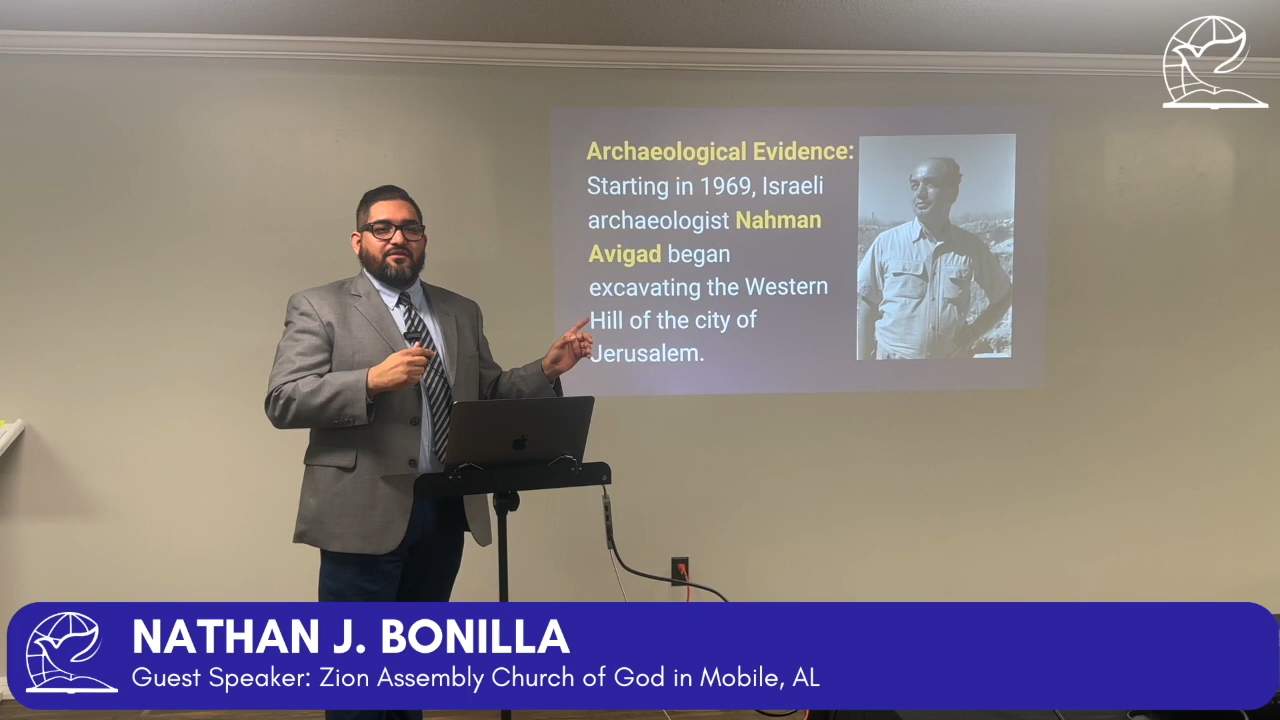 Archaeological Evidence:
Starting in 1969, Israeli
archaeologist Nahman
Avigad began
excavating the Western
Hill of the city of
Jerusalem.
NATHAN J. BONILLA
Guest Speaker: Zion Assembly Church of God in Mobile, AL